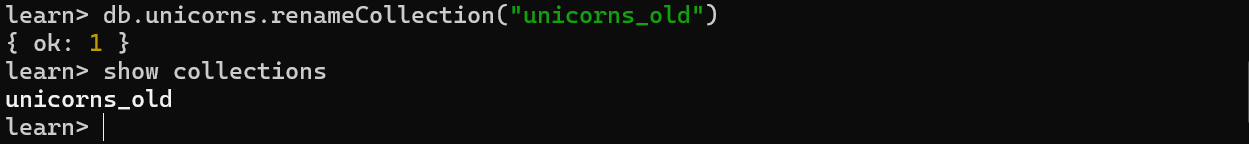 learn> db.unicorns.renameCollection("unicorns_old")
{ ok: 1 }
learn> show collections
unicorns_old
learn>